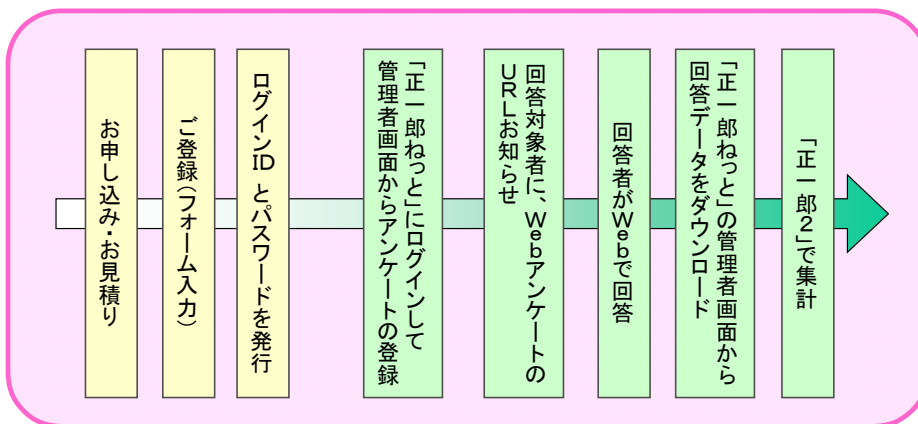 お申し込み・お見積り
ご登録(フォーム入力)
ログインID とパスワードを発行
「正一郎ねっと」にログインして
管理者画面からアンケートの登録
回答対象者に、Webアンケートの
URLお知らせ
回答者がWebで回答
「正一郎ねっと」の管理者画面から
回答データをダウンロード
「正一郎2」で集計